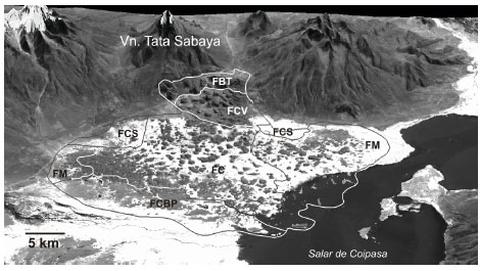 Vn. Tata Sabaya
FBT
FCV
FCS
FCS
FM
FC
FM
FCBP
5 km
Salar de Coipasa